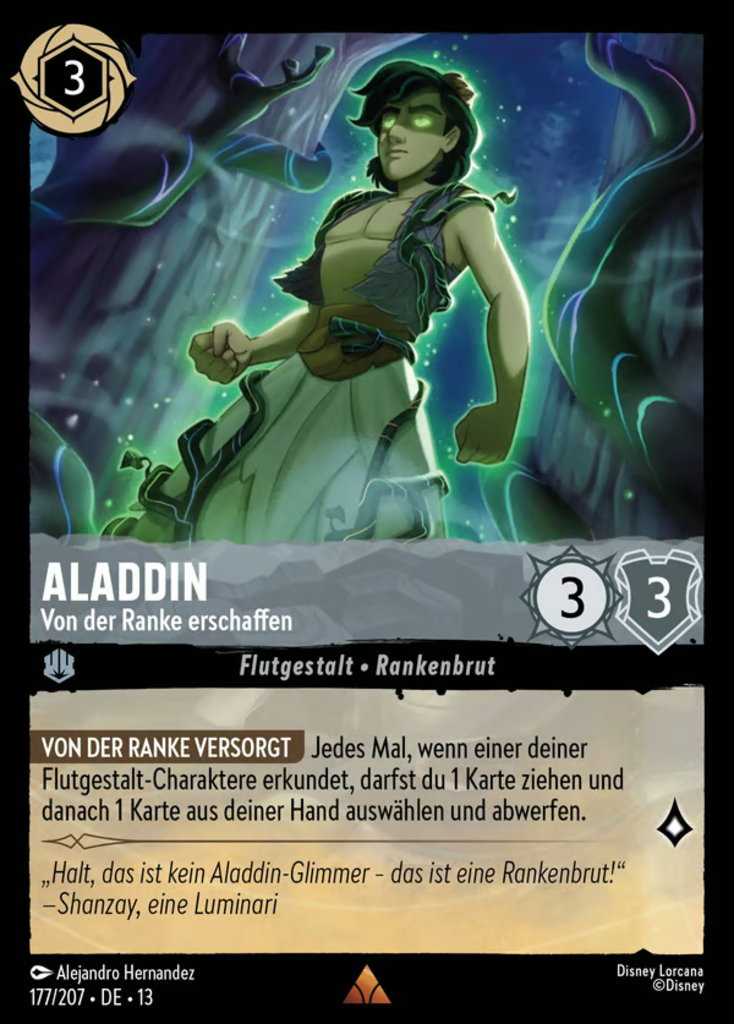 3
ALADDIN
Von der Ranke erschaffen
3
3
Flutgestalt • Rankenbrut
VON DER RANKE VERSORGT Jedes Mal, wenn einer deiner
Flutgestalt-Charaktere erkundet, darfst du 1 Karte ziehen und
danach 1 Karte aus deiner Hand auswählen und abwerfen.
„Halt, das ist kein Aladdin-Glimmer – das ist eine Rankenbrut!“
–Shanzay, eine Luminari
Alejandro Hernandez
177/207 • DE • 13
Disney Lorcana
©Disney